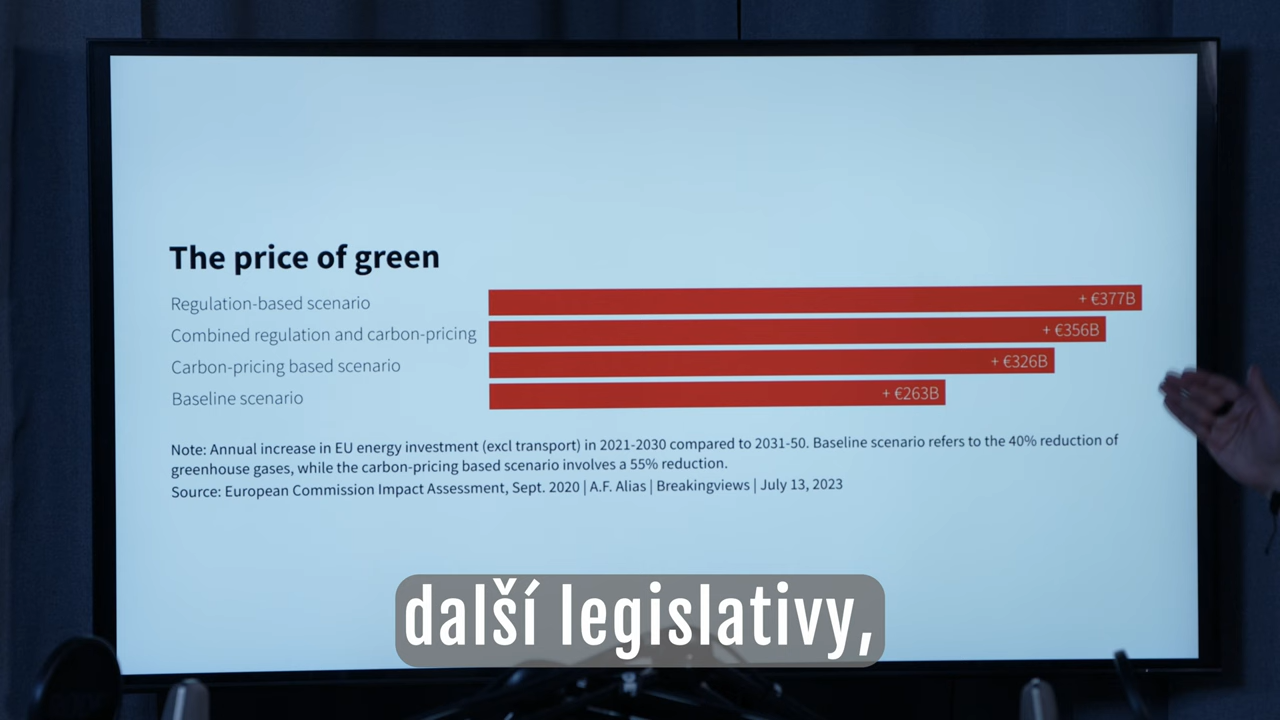 The price of green
Regulation-based scenario + €377B
Combined regulation and carbon-pricing + €356B
Carbon-pricing based scenario + €326B
Baseline scenario + €263B
Note: Annual increase in EU energy investment (excl transport) in 2021-2030 compared to 2031-50. Baseline scenario refers to the 40% reduction of
greenhouse gases, while the carbon-pricing based scenario involves a 55% reduction.
Source: European Commission Impact Assessment, Sept. 2020 | A.F. Alias | Breakingviews | July 13, 2023
další legislativy,